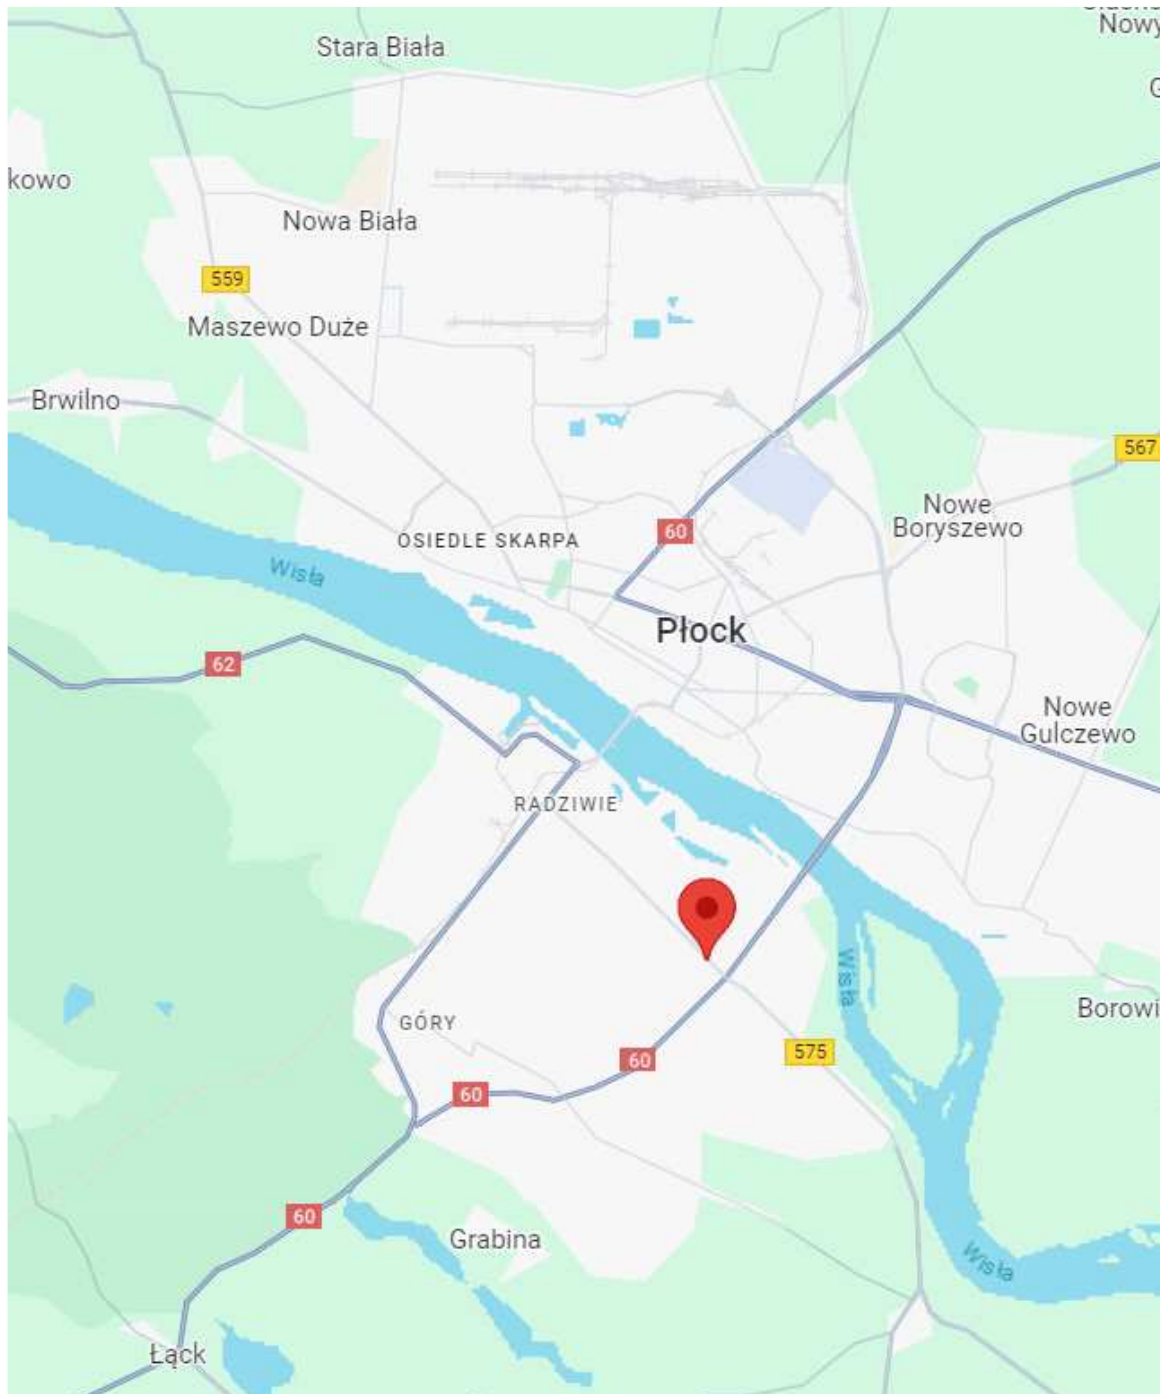 Nowy
Stara Biała
kowo
Nowa Biała
559
Maszewo Duże
Brwilno
567
Nowe
Boryszewo
60
OSIEDLE SKARPA
Wisła
Płock
62
Nowe
Gulczewo
RADZIWIE
Wisła
Borowi
GÓRY
575
60
60
60
Grabina
Wisła
Łąck